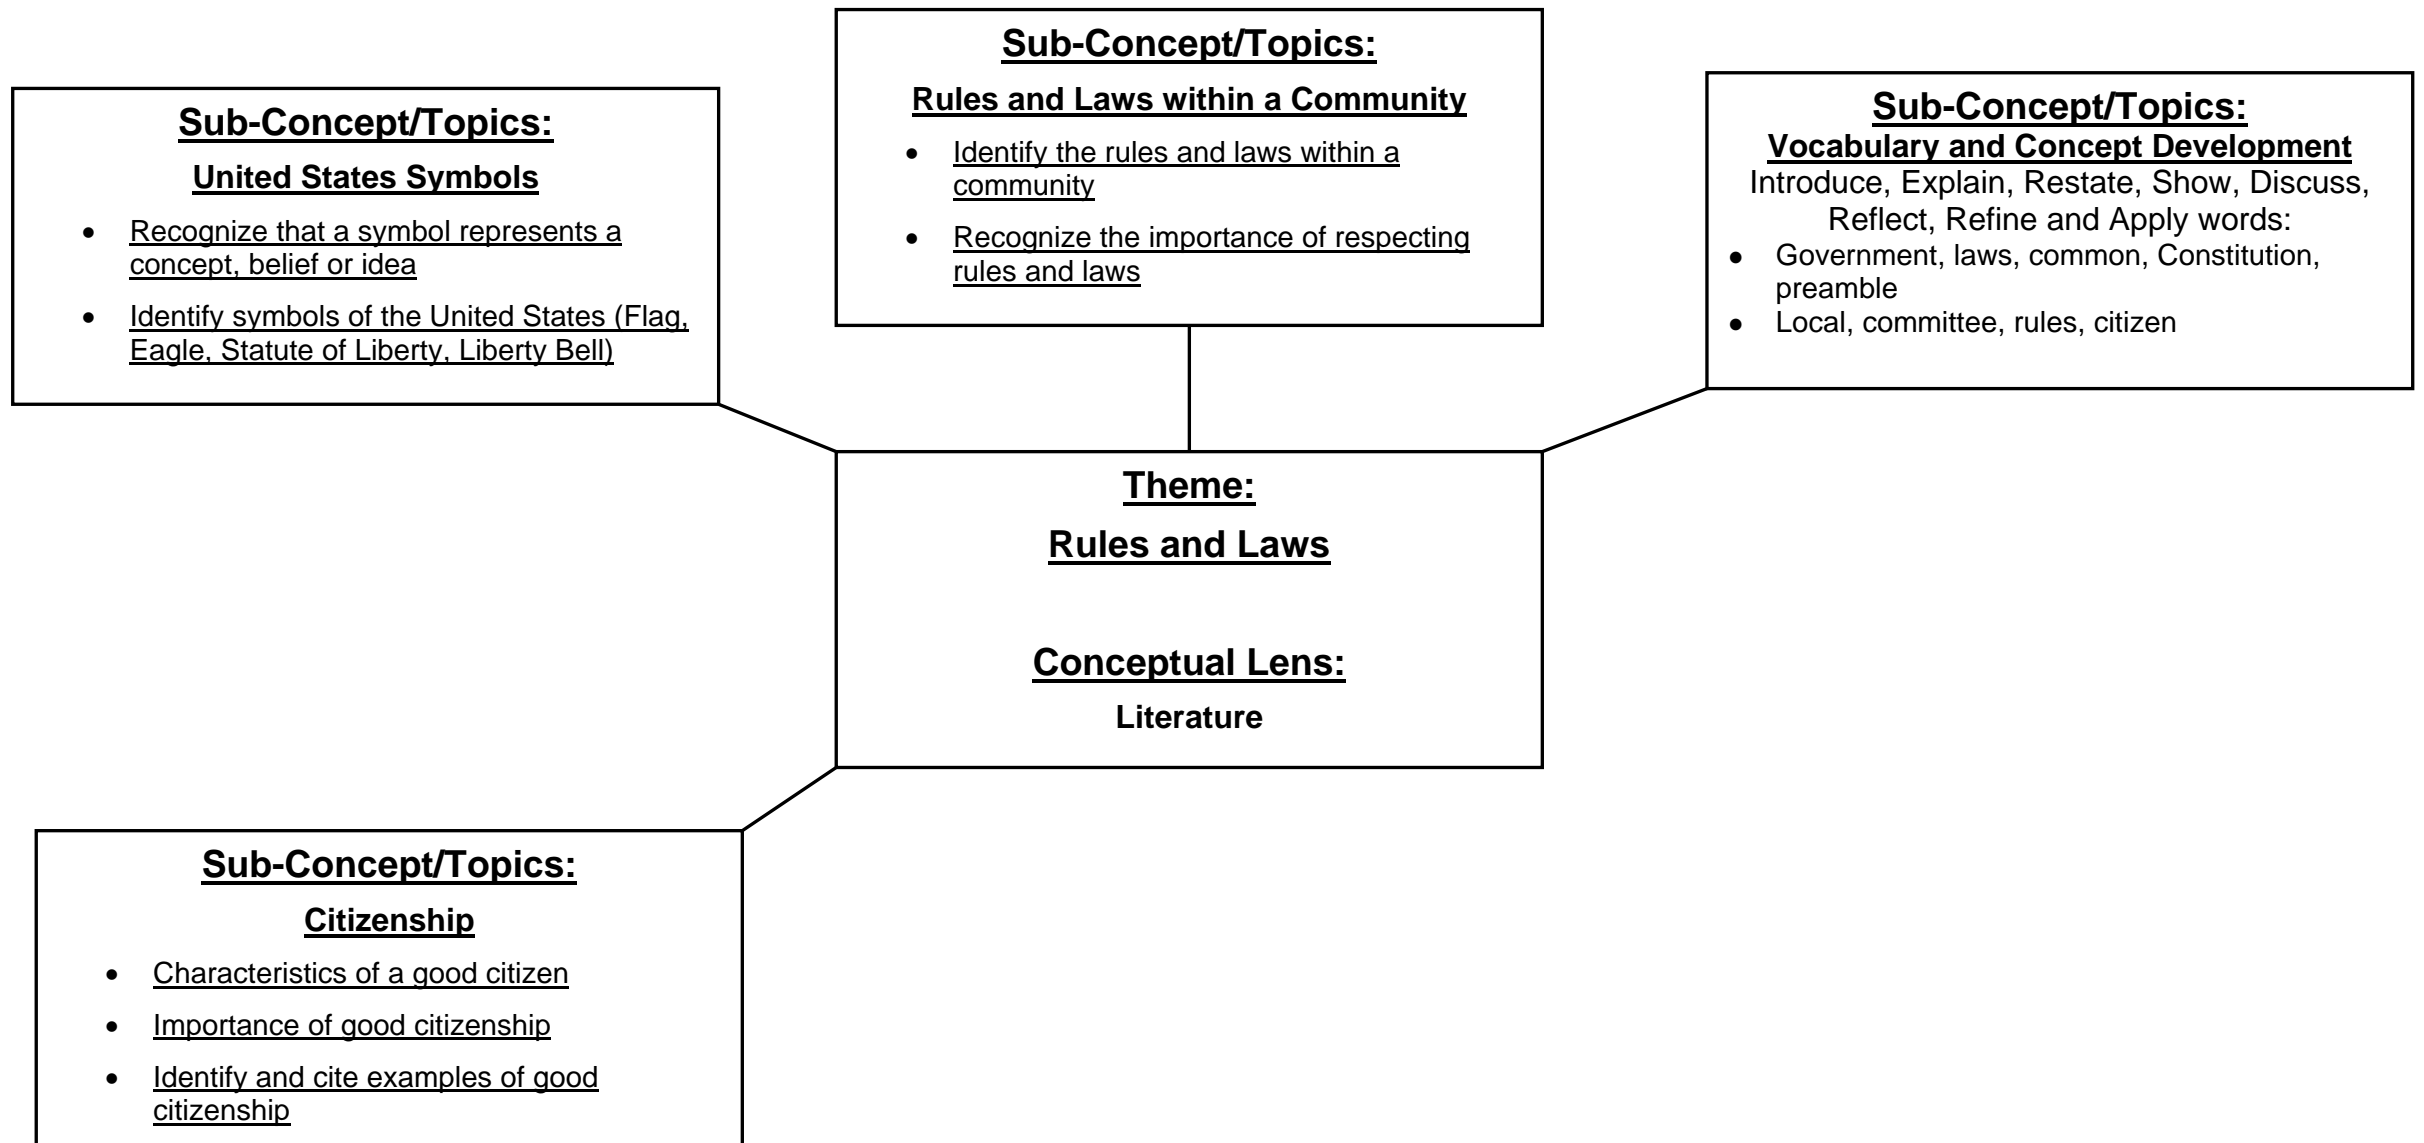 Sub-Concept/Topics:
United States Symbols
• Recognize that a symbol represents a
concept, belief or idea
• Identify symbols of the United States (Flag,
Eagle, Statute of Liberty, Liberty Bell)
Sub-Concept/Topics:
Rules and Laws within a Community
• Identify the rules and laws within a
community
• Recognize the importance of respecting
rules and laws
Sub-Concept/Topics:
Vocabulary and Concept Development
Introduce, Explain, Restate, Show, Discuss,
Reflect, Refine and Apply words:
• Government, laws, common, Constitution,
preamble
• Local, committee, rules, citizen
Theme:
Rules and Laws
Conceptual Lens:
Literature
Sub-Concept/Topics:
Citizenship
• Characteristics of a good citizen
• Importance of good citizenship
• Identify and cite examples of good
citizenship